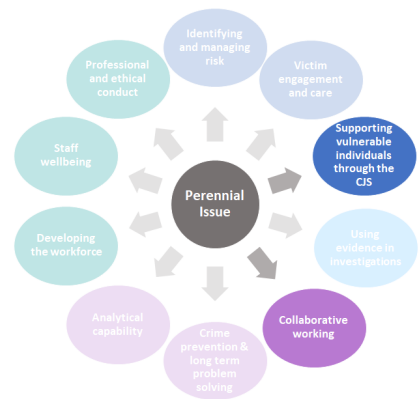 Identifying
and managing
risk
Victim
engagement
and care
Supporting
vulnerable
individuals
through the
CJS
Using
evidence in
investigations
Collaborative
working
Crime
prevention &
long term
problem
solving
Analytical
capability
Developing
the workforce
Staff
wellbeing
Professional
and ethical
conduct
Perennial
Issue